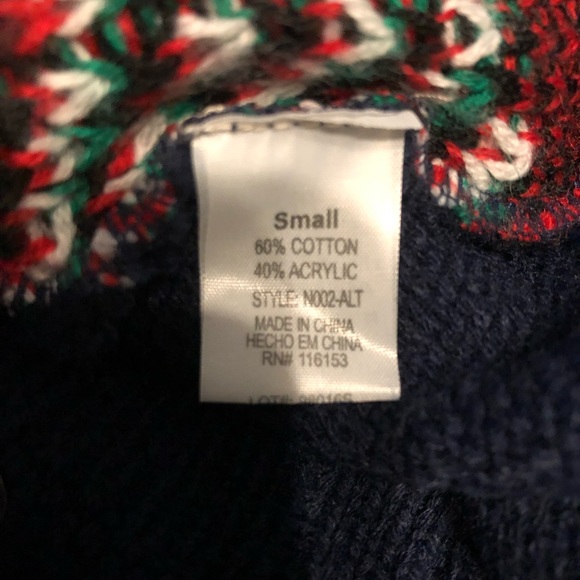 Small
60% COTTON
40% ACRYLIC
STYLE: N002-ALT
MADE IN CHINA
HECHO EM CHINA
RN# 116153
LOT#: